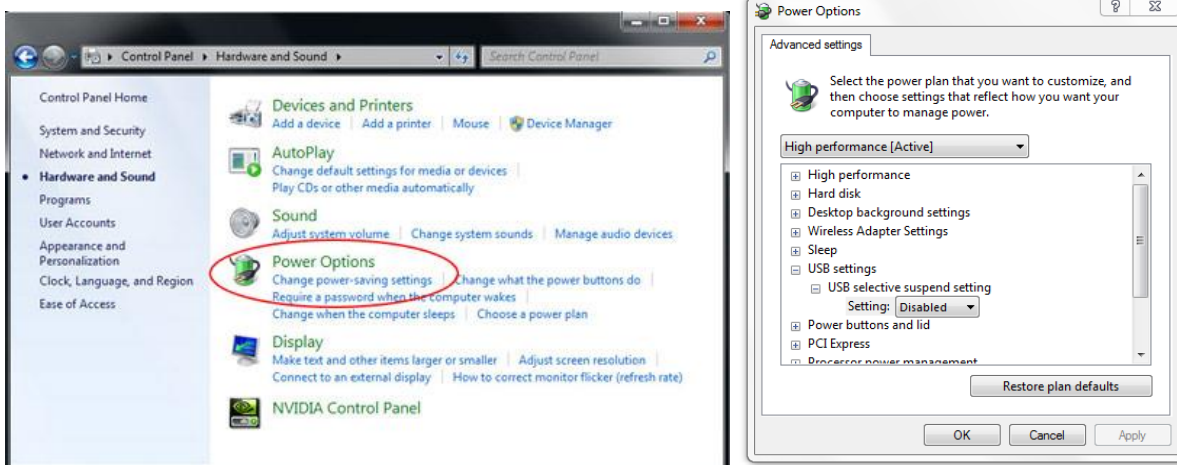 Control Panel ▸ Hardware and Sound ▸
Search Control Panel
Control Panel Home
System and Security
Network and Internet
• Hardware and Sound
Programs
User Accounts
Appearance and
Personalization
Clock, Language, and Region
Ease of Access
Devices and Printers
Add a device | Add a printer | Mouse | Device Manager
AutoPlay
Change default settings for media or devices
Play CDs or other media automatically
Sound
Adjust system volume | Change system sounds | Manage audio devices
Power Options
Change power-saving settings | Change what the power buttons do
Require a password when the computer wakes
Change when the computer sleeps | Choose a power plan
Display
Make text and other items larger or smaller | Adjust screen resolution
Connect to an external display | How to correct monitor flicker (refresh rate)
NVIDIA Control Panel
Power Options
Advanced settings
Select the power plan that you want to customize, and
then choose settings that reflect how you want your
computer to manage power.
High performance [Active]
High performance
Hard disk
Desktop background settings
Wireless Adapter Settings
Sleep
USB settings
USB selective suspend setting
Setting: Disabled
Power buttons and lid
PCI Express
Processor power management
Restore plan defaults
OK Cancel Apply